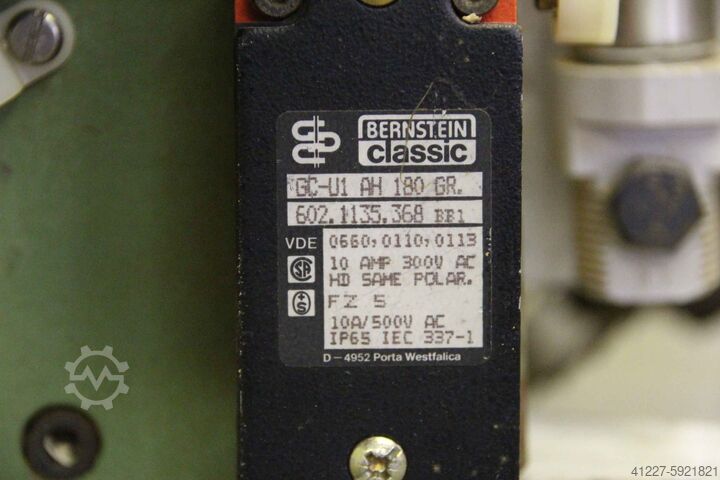 BERNSTEIN
classic
GC-U1 AH 180 GR.
602.1135.368 BB1
VDE 0660,0110,0113
10 AMP 300V AC
HD SAME POLAR.
FZ 5
10A/500V AC
IP65 IEC 337-1
D-4952 Porta Westfalica
41227-5921821